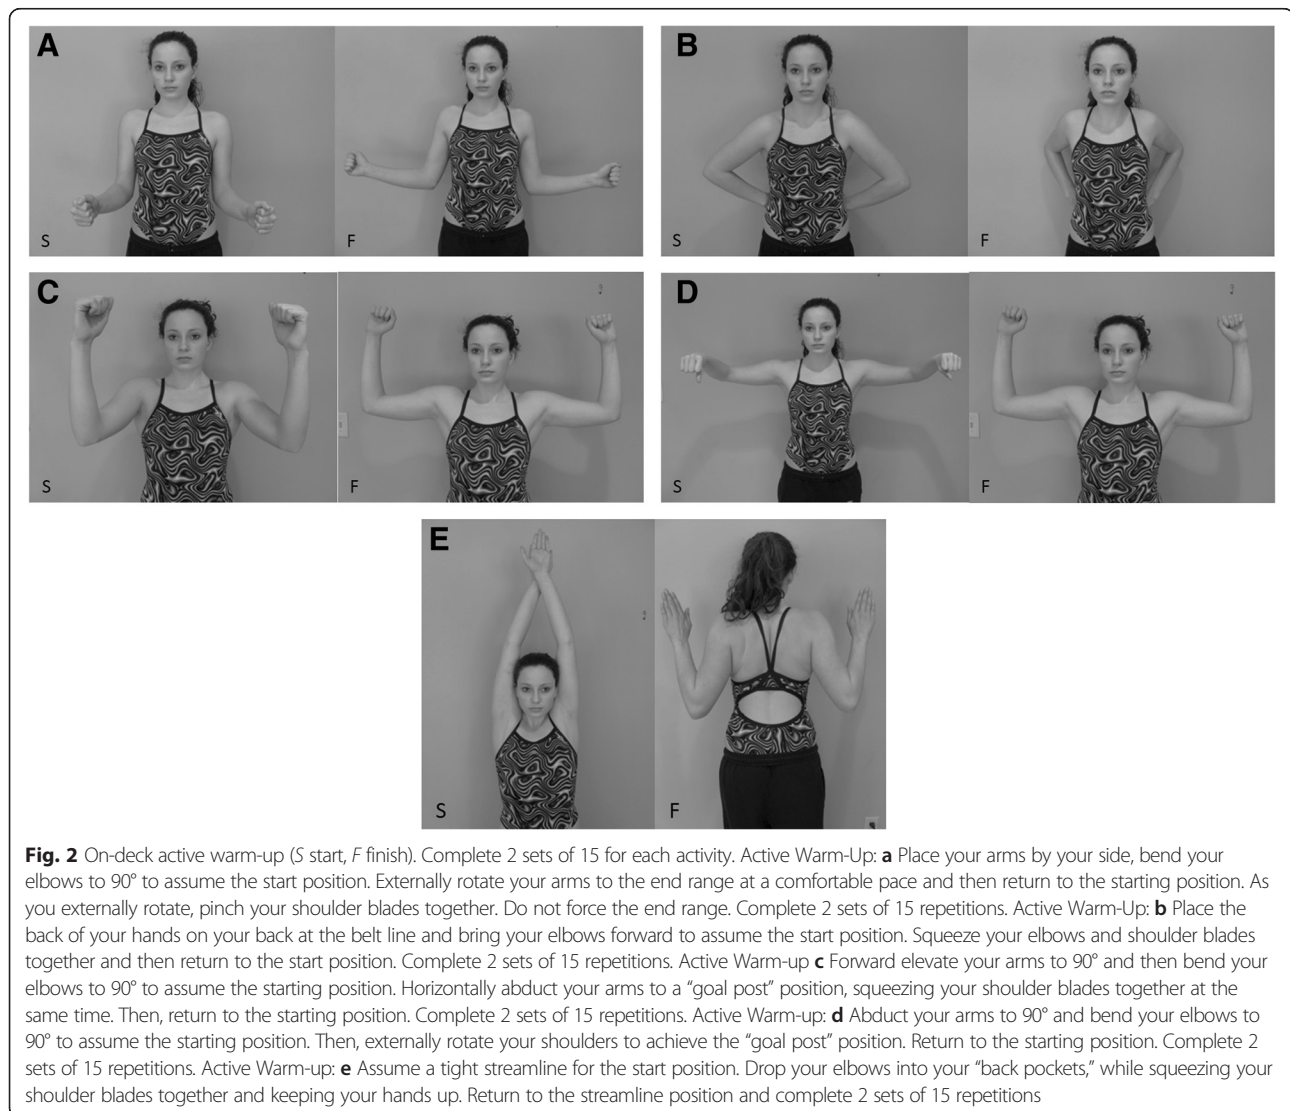 A
B
S
F
S
F
C
D
S
F
S
F
E
S
F
Fig. 2 On-deck active warm-up (S start, F finish). Complete 2 sets of 15 for each activity. Active Warm-Up: a Place your arms by your side, bend your
elbows to 90° to assume the start position. Externally rotate your arms to the end range at a comfortable pace and then return to the starting position. As
you externally rotate, pinch your shoulder blades together. Do not force the end range. Complete 2 sets of 15 repetitions. Active Warm-Up: b Place the
back of your hands on your back at the belt line and bring your elbows forward to assume the start position. Squeeze your elbows and shoulder blades
together and then return to the start position. Complete 2 sets of 15 repetitions. Active Warm-up c Forward elevate your arms to 90° and then bend your
elbows to 90° to assume the starting position. Horizontally abduct your arms to a “goal post” position, squeezing your shoulder blades together at the
same time. Then, return to the starting position. Complete 2 sets of 15 repetitions. Active Warm-up: d Abduct your arms to 90° and bend your elbows to
90° to assume the starting position. Then, externally rotate your shoulders to achieve the “goal post” position. Return to the starting position. Complete 2
sets of 15 repetitions. Active Warm-up: e Assume a tight streamline for the start position. Drop your elbows into your “back pockets,” while squeezing your
shoulder blades together and keeping your hands up. Return to the streamline position and complete 2 sets of 15 repetitions